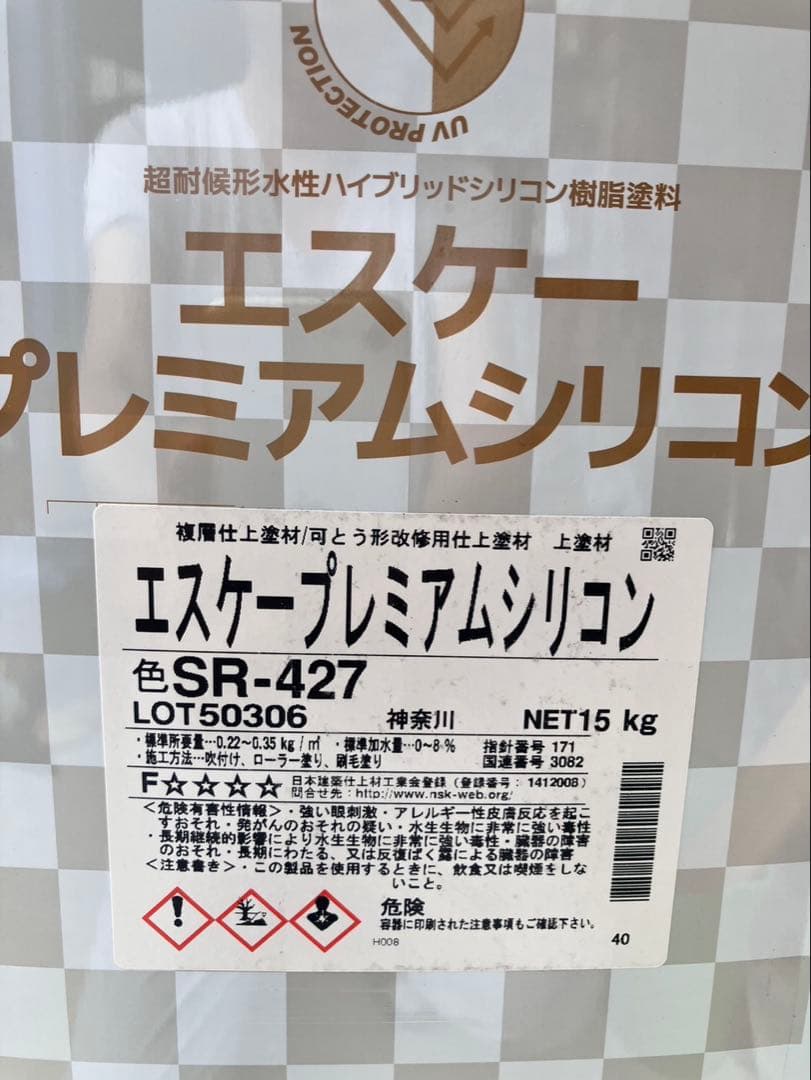 UV PROTECTION
超耐候形水性ハイブリッドシリコン樹脂塗料
エスケー
プレミアムシリコン
複層仕上塗材/可とう形改修用仕上塗材 上塗材
エスケープレミアムシリコン
色SR-427
LOT50306 神奈川 NET15 kg
・標準所要量…0.22~0.35 kg/㎡ ・標準加水量…0~8% 指針番号 171
・施工方法…吹付け、ローラー塗り、刷毛塗り 国連番号 3082
F☆☆☆☆ 日本建築仕上材工業会登録(登録番号:1412008)
問合せ先:http://www.nsk-web.org/
<危険有害性情報>・強い眼刺激・アレルギー性皮膚反応を起こ
すおそれ・発がんのおそれの疑い・水生生物に非常に強い毒性
・長期継続的影響により水生生物に非常に強い毒性・臓器の障害
のおそれ・長期にわたる、又は反復ばく露による臓器の障害
<注意書き>・この製品を使用するときに、飲食又は喫煙をしな
いこと。
危険
容器に印刷された注意事項もご確認下さい。
H008
40